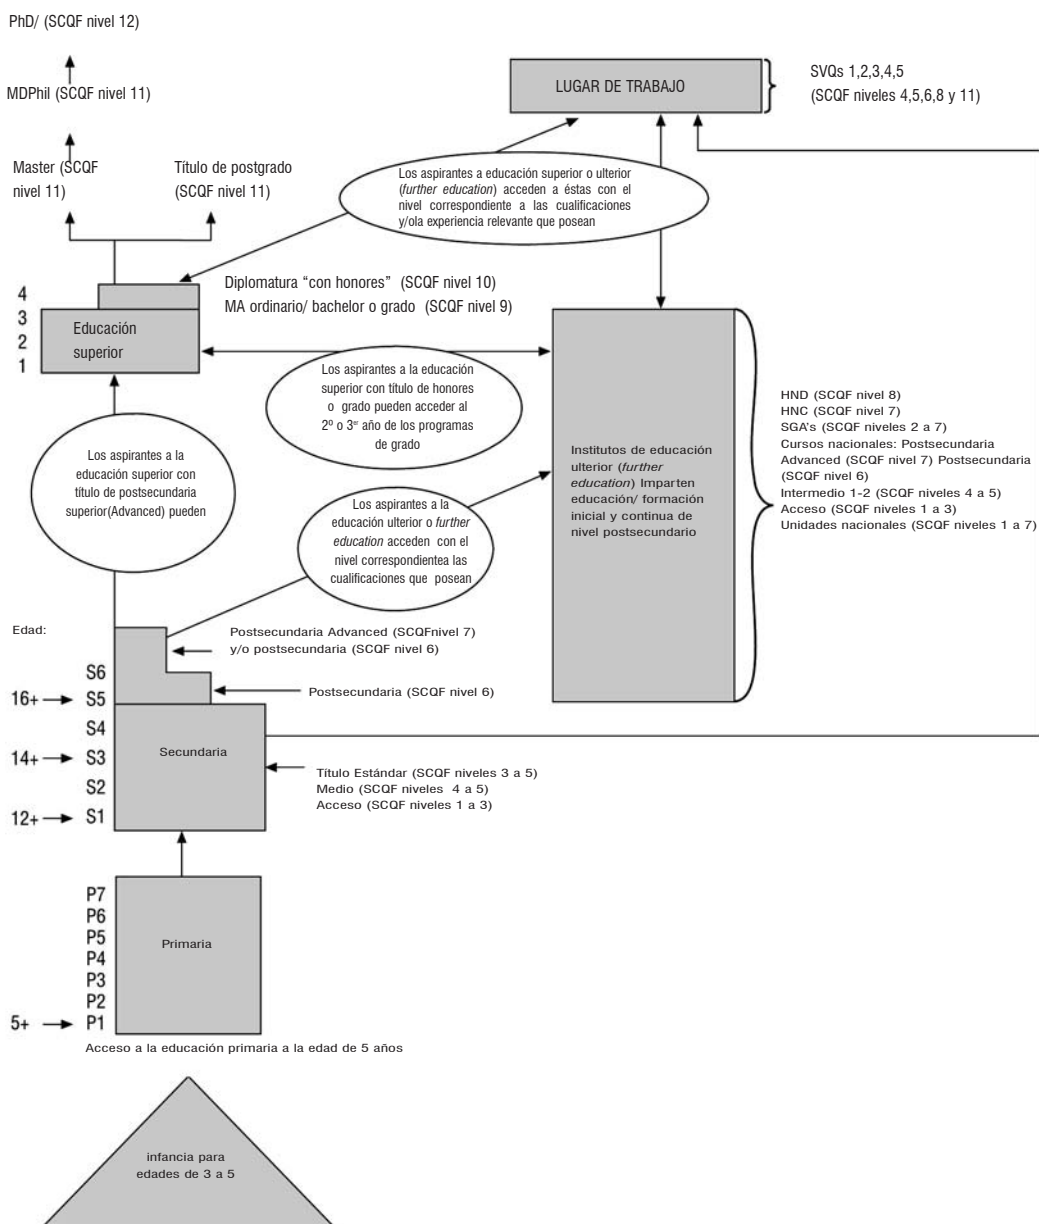 PhD/ (SCQF nivel 12)
MDPhil (SCQF nivel 11)
Master (SCQF
nivel 11)
Título de postgrado
(SCQF nivel 11)
LUGAR DE TRABAJO
SVQs 1,2,3,4,5
(SCQF niveles 4,5,6,8 y 11)
Los aspirantes a educación superior o ulterior
(further education) acceden a éstas con el
nivel correspondiente a las cualificaciones
y/ola experiencia relevante que posean
4
3
2
1
Educación
superior
Diplomatura “con honores” (SCQF nivel 10)
MA ordinario/ bachelor o grado (SCQF nivel 9)
Los aspirantes a la educación
superior con título de honores
o grado pueden acceder al
2º o 3er año de los programas
de grado
Los aspirantes a la
educación superior con
título de postsecundaria
superior(Advanced) pueden
Los aspirantes a la
educación ulterior o further
education acceden con el
nivel correspondientea las
cualificaciones que posean
Institutos de educación
ulterior (further
education) Imparten
educación/ formación
inicial y continua de
nivel postsecundario
HND (SCQF nivel 8)
HNC (SCQF nivel 7)
SGA's (SCQF niveles 2 a 7)
Cursos nacionales: Postsecundaria
Advanced (SCQF nivel 7) Postsecundaria
(SCQF nivel 6)
Intermedio 1-2 (SCQF niveles 4 a 5)
Acceso (SCQF niveles 1 a 3)
Unidades nacionales (SCQF niveles 1 a 7)
Edad:
Postsecundaria Advanced (SCQFnivel 7)
y/o postsecundaria (SCQF nivel 6)
S6
16+ S5
Postsecundaria (SCQF nivel 6)
S4
14+ S3
S2
12+ S1
Secundaria
Título Estándar (SCQF niveles 3 a 5)
Medio (SCQF niveles 4 a 5)
Acceso (SCQF niveles 1 a 3)
P7
P6
P5
P4
P3
P2
5+ P1
Primaria
Acceso a la educación primaria a la edad de 5 años
infancia para
edades de 3 a 5